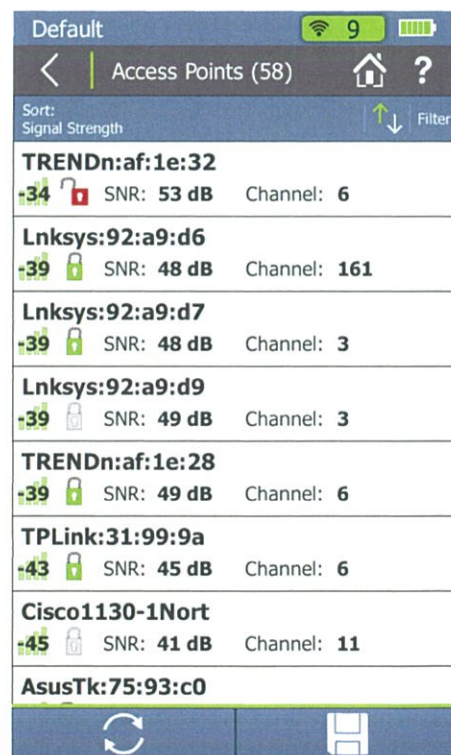 Default 9
Access Points (58) ?
Sort:
Signal Strength Filter
TRENDn:af:1e:32
-34 SNR: 53 dB Channel: 6
Lnksys:92:a9:d6
-39 SNR: 48 dB Channel: 161
Lnksys:92:a9:d7
-39 SNR: 48 dB Channel: 3
Lnksys:92:a9:d9
-39 SNR: 49 dB Channel: 3
TRENDn:af:1e:28
-39 SNR: 49 dB Channel: 6
TPLink:31:99:9a
-43 SNR: 45 dB Channel: 6
Cisco1130-1Nort
-45 SNR: 41 dB Channel: 11
AsusTk:75:93:c0